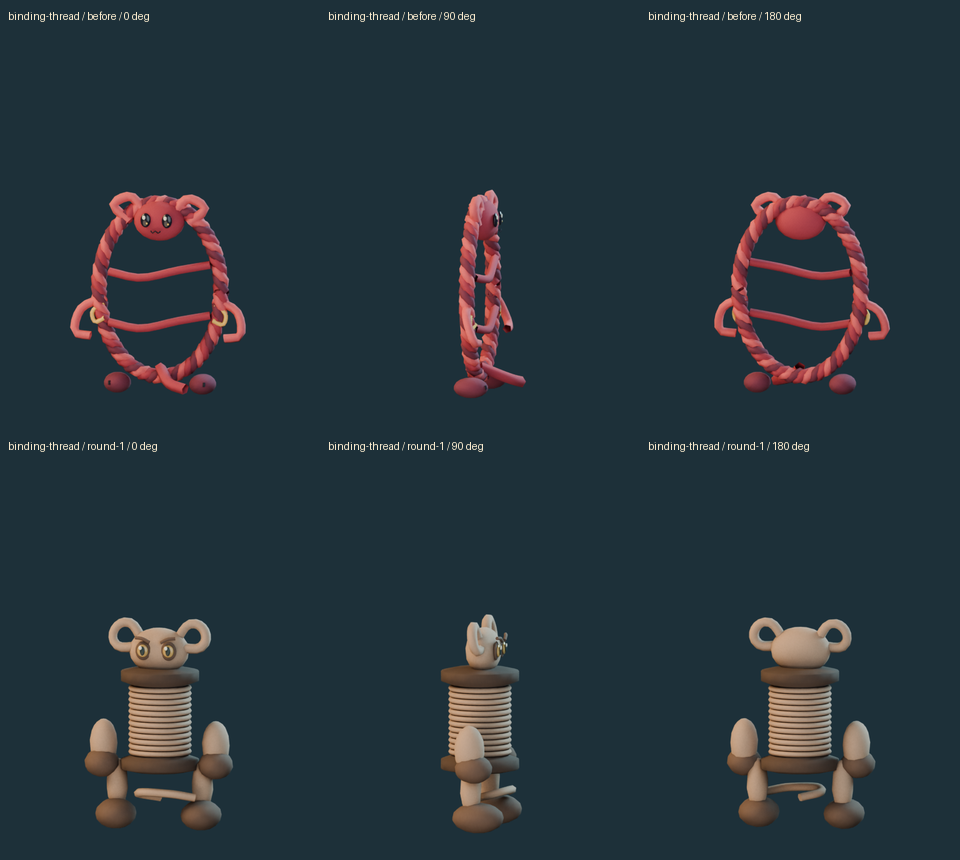 binding-thread / before / 0 deg
binding-thread / before / 90 deg
binding-thread / before / 180 deg
binding-thread / round-1 / 0 deg
binding-thread / round-1 / 90 deg
binding-thread / round-1 / 180 deg